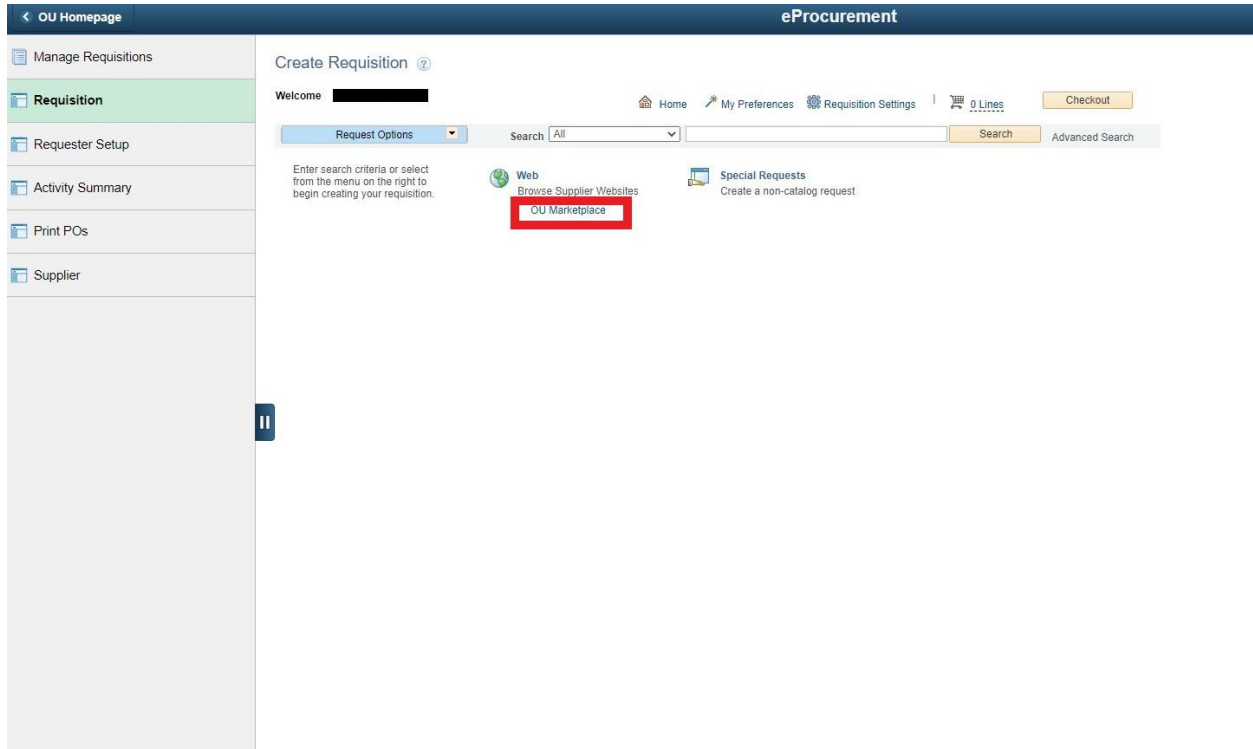 OU Homepage
eProcurement
Manage Requisitions
Requisition
Requester Setup
Activity Summary
Print POs
Supplier
Create Requisition ?
Welcome
Home My Preferences Requisition Settings | 0 Lines Checkout
Request Options Search All Search Advanced Search
Enter search criteria or select
from the menu on the right to
begin creating your requisition.
Web
Browse Supplier Websites
OU Marketplace
Special Requests
Create a non-catalog request